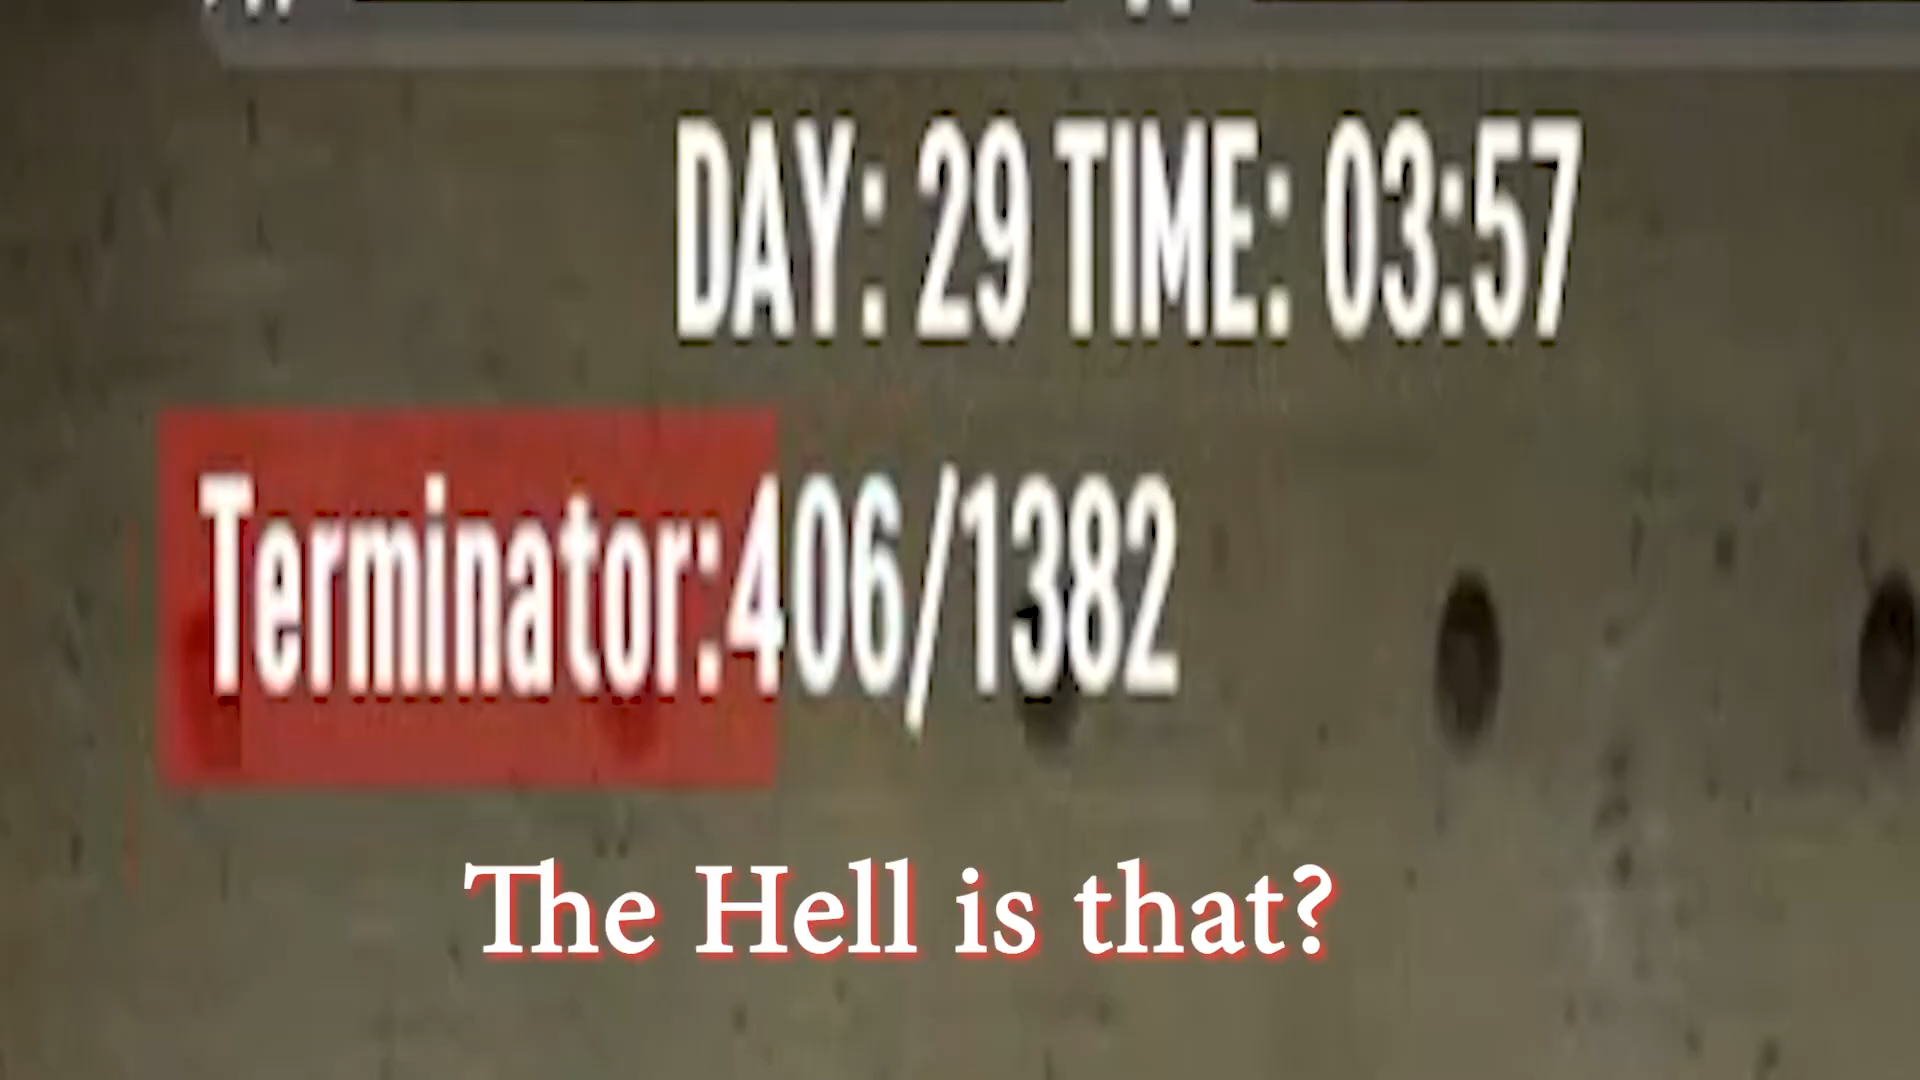 DAY: 29 TIME: 03:57
Terminator:406/1382
The Hell is that?